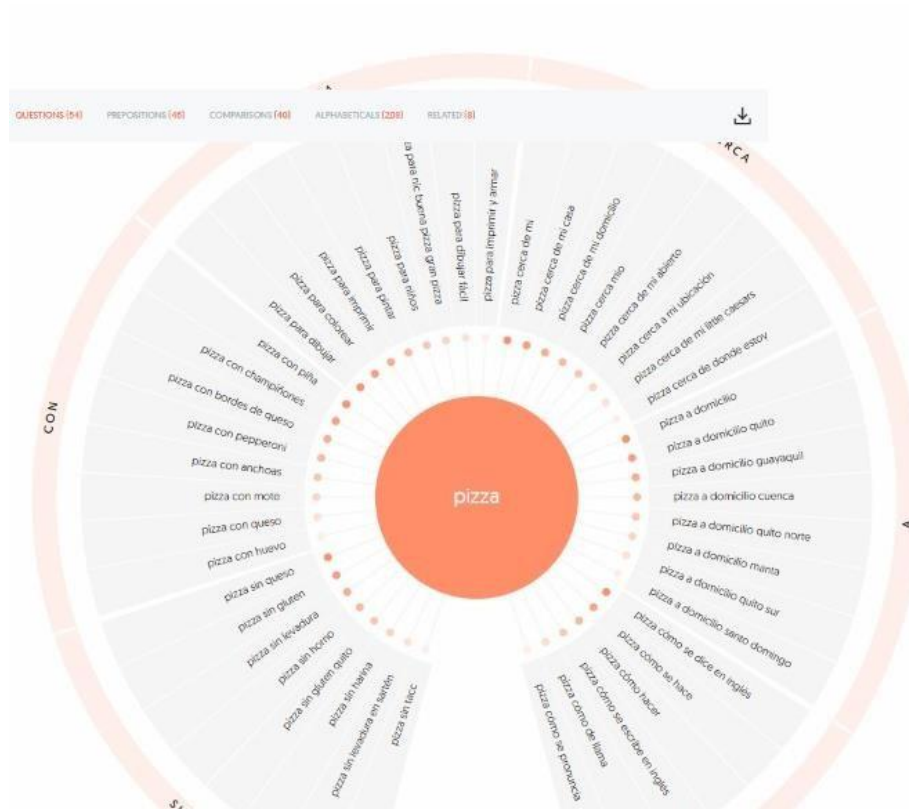 QUESTIONS (54)
PREPOSITIONS (46)
COMPARISONS (40)
ALPHABETICALS (208)
RELATED (8)
CON
pizza
pizza sin tacc
pizza sin levadura en sartén
pizza sin harina
pizza sin gluten quito
pizza sin horno
pizza sin levadura
pizza sin gluten
pizza sin queso
pizza con huevo
pizza con queso
pizza con mote
pizza con anchoas
pizza con pepperoni
pizza con bordes de queso
pizza con champiñones
pizza con piña
pizza para dibujar
pizza para colorear
pizza para imprimir
pizza para pintar
pizza para niños
za para nic buena pizza gran pizza
pizza para dibujar fácil
pizza para imprimir y armar
RCA
pizza cerca de mi
pizza cerca de mi casa
pizza cerca de mi domicilio
pizza cerca mio
pizza cerca de mi abierto
pizza cerca a mi ubicación
pizza cerca de mi little caesars
pizza cerca de donde estoy
A
pizza a domicilio
pizza a domicilio quito
pizza a domicilio guayaquil
pizza a domicilio cuenca
pizza a domicilio quito norte
pizza a domicilio manta
pizza a domicilio quito sur
pizza a domicilio santo domingo
pizza cómo se dice en inglés
pizza cómo se hace
pizza cómo hacer
pizza cómo se escribe en inglés
pizza cómo de llama
pizza cómo se pronuncia